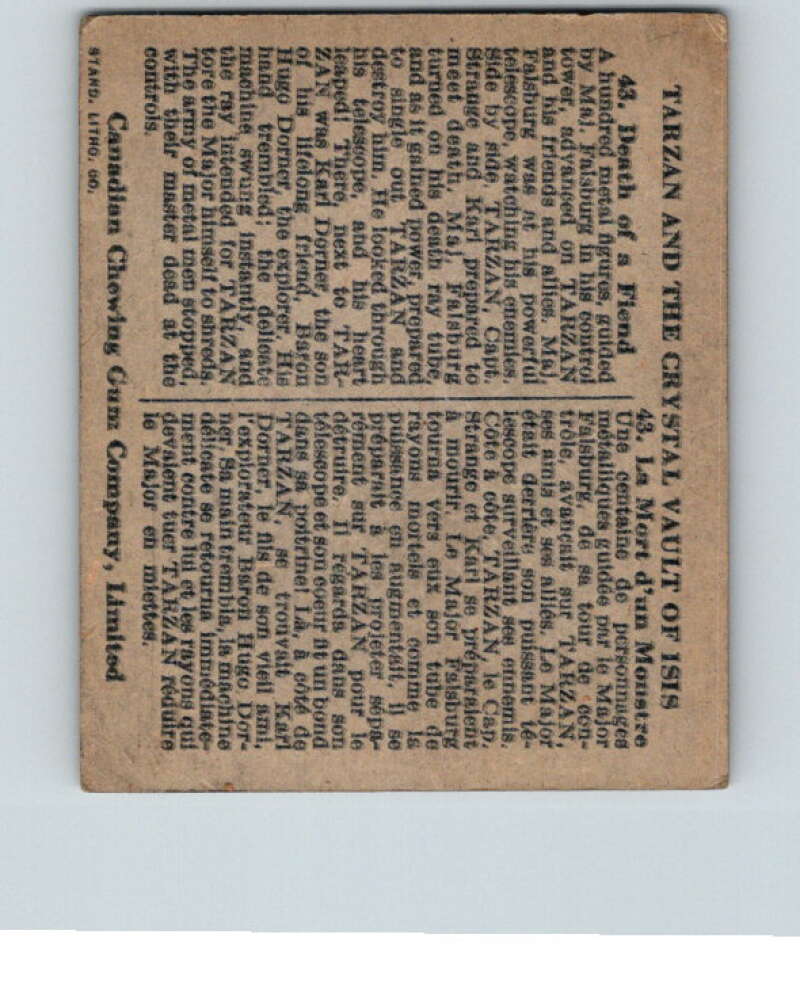 TARZAN AND THE CRYSTAL VAULT OF ISIS
43. Death of a Fiend
A hundred metal figures, guided
by Maj. Falsburg in his control
tower, advanced on TARZAN
and his friends and allies. Maj.
Falsburg was at his powerful
telescope, watching his enemies.
Side by side, TARZAN, Capt.
Strange and Karl prepared to
meet death. Maj. Falsburg
turned on his death ray tube,
and as it gained power, prepared
to single out TARZAN and
destroy him. He looked through
his telescope, and his heart
leaped! There, next to TAR-
ZAN was Karl Dorner, the son
of his lifelong friend, Baron
Hugo Dorner, the explorer. His
hand trembled; the delicate
machine swung instantly, and
the ray intended for TARZAN
tore the Major himself to shreds.
The army of metal men stopped,
with their master dead at the
controls.
43. La Mort d'un Monstre
Une centaine de personnages
métalliques guidée par le Major
Falsburg, de sa tour de con-
trôle, avançait sur TARZAN,
ses amis et ses alliés. Le Major
était derrière son puissant té-
lescope surveillant ses ennemis.
Côte à côte, TARZAN, le Cap.
Strange et Karl se préparaient
à mourir. Le Major Falsburg
tourna vers eux son tube de
rayons mortels et comme la
puissance en augmentait, il se
préparait à les projeter sépa-
rément sur TARZAN pour le
détruire. Il regarda dans son
télescope et son coeur fit un bond
dans sa poitrine! Là, à côté de
TARZAN, se trouvait Karl
Dorner, le fils de son vieil ami,
l'explorateur Baron Hugo Dor-
ner. Sa main trembla, la machine
délicate se retourna immédiate-
ment contre lui et les rayons qui
devaient tuer TARZAN réduire
le Major en miettes.
Canadian Chewing Gum Company, Limited
STAND. LITHO. CO.